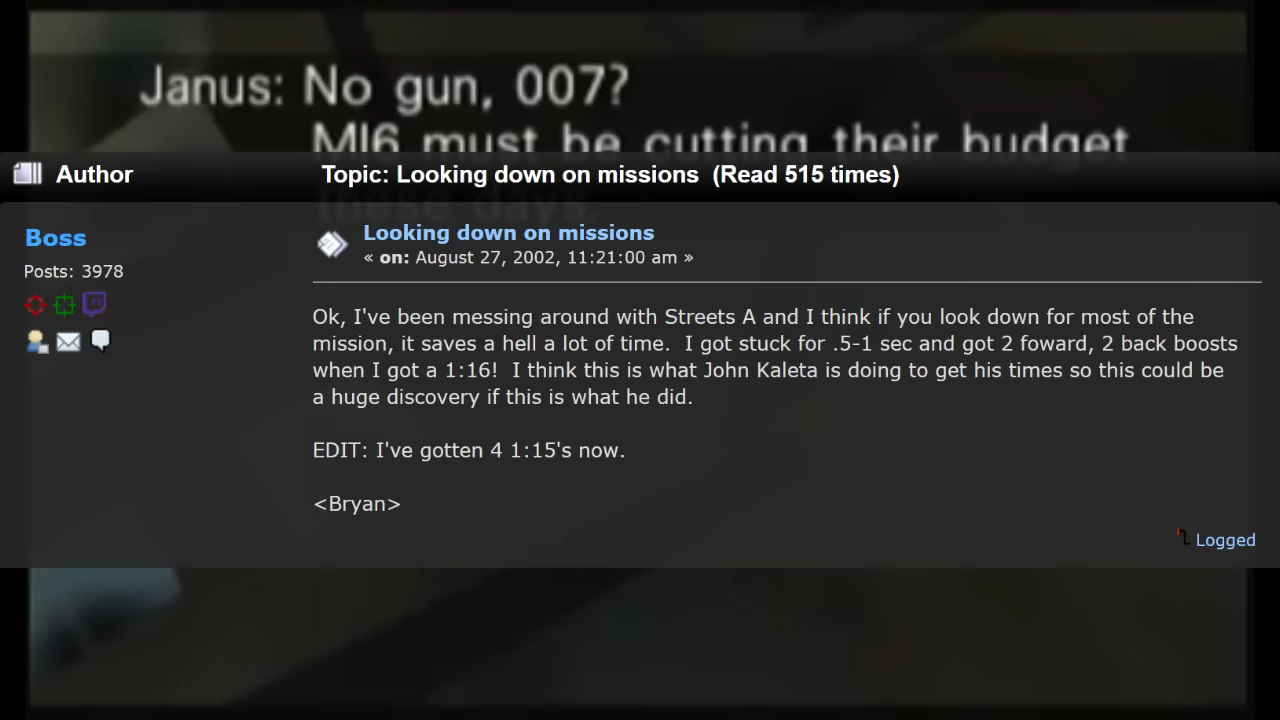 Janus: No gun, 007?
MI6 must be cutting their budget
these days.
Author
Topic: Looking down on missions (Read 515 times)
Boss
Posts: 3978
Looking down on missions
« on: August 27, 2002, 11:21:00 am »
Ok, I've been messing around with Streets A and I think if you look down for most of the
mission, it saves a hell a lot of time. I got stuck for .5-1 sec and got 2 foward, 2 back boosts
when I got a 1:16! I think this is what John Kaleta is doing to get his times so this could be
a huge discovery if this is what he did.
EDIT: I've gotten 4 1:15's now.
<Bryan>
Logged